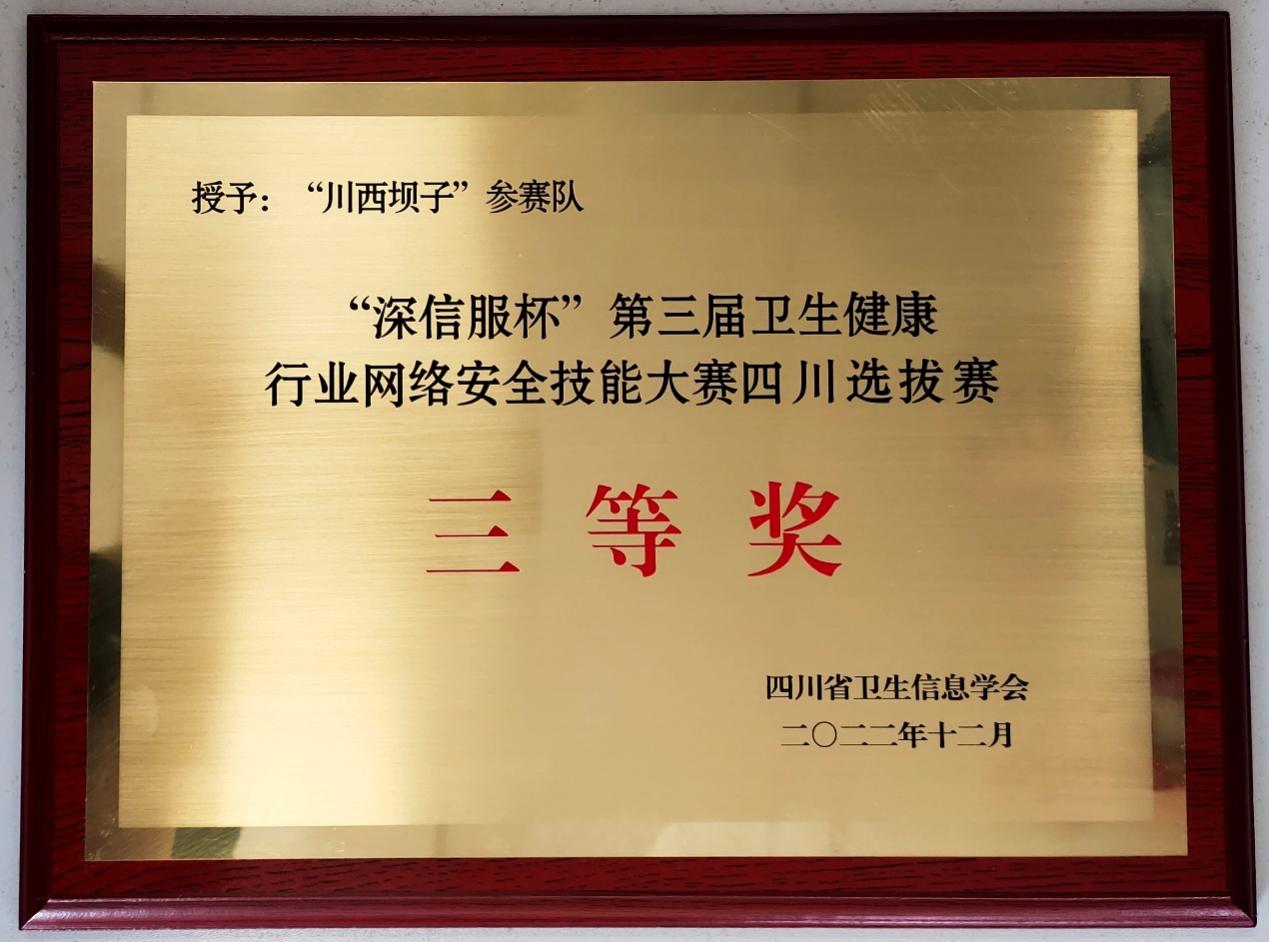 授予：“川西坝子”参赛队
“深信服杯”第三届卫生健康
行业网络安全技能大赛四川选拔赛
三等奖
四川省卫生信息学会
二〇二二年十二月